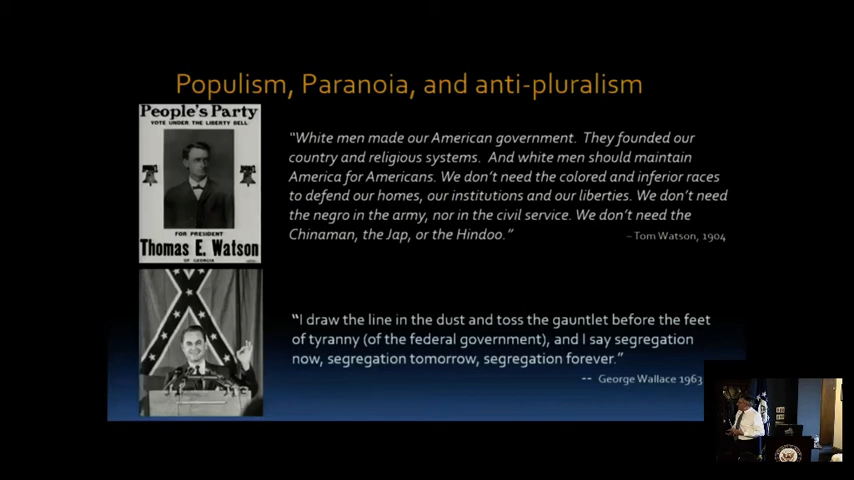 Populism, Paranoia, and anti-pluralism
People's Party
VOTE UNDER THE LIBERTY BELL
FOR PRESIDENT
Thomas E. Watson
OF GEORGIA
“White men made our American government. They founded our
country and religious systems. And white men should maintain
America for Americans. We don’t need the colored and inferior races
to defend our homes, our institutions and our liberties. We don’t need
the negro in the army, nor in the civil service. We don’t need the
Chinaman, the Jap, or the Hindoo.”
– Tom Watson, 1904
“I draw the line in the dust and toss the gauntlet before the feet
of tyranny (of the federal government), and I say segregation
now, segregation tomorrow, segregation forever.”
-- George Wallace 1963